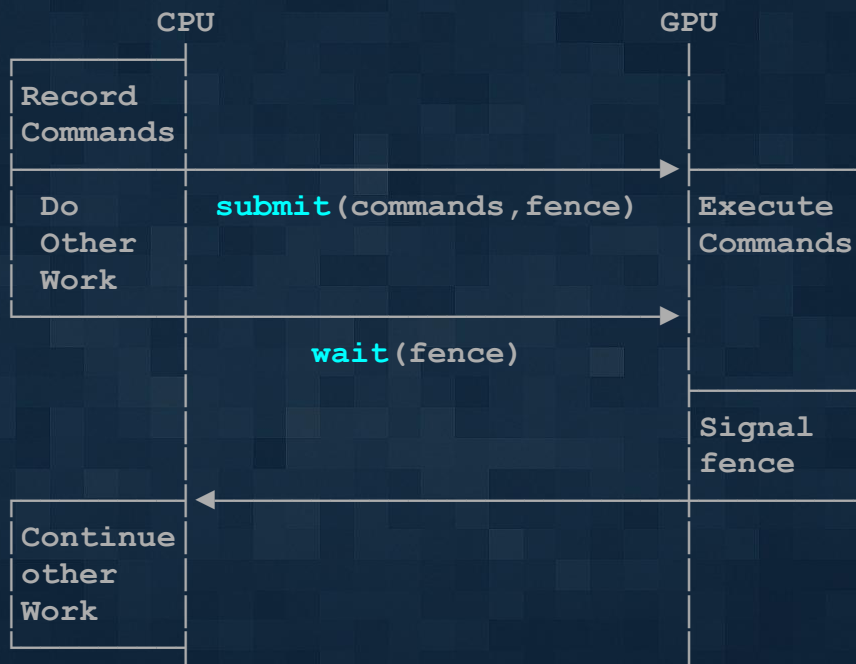 CPU
GPU
Record
Commands
Do
Other
Work
submit(commands,fence)
Execute
Commands
wait(fence)
Signal
fence
Continue
other
Work